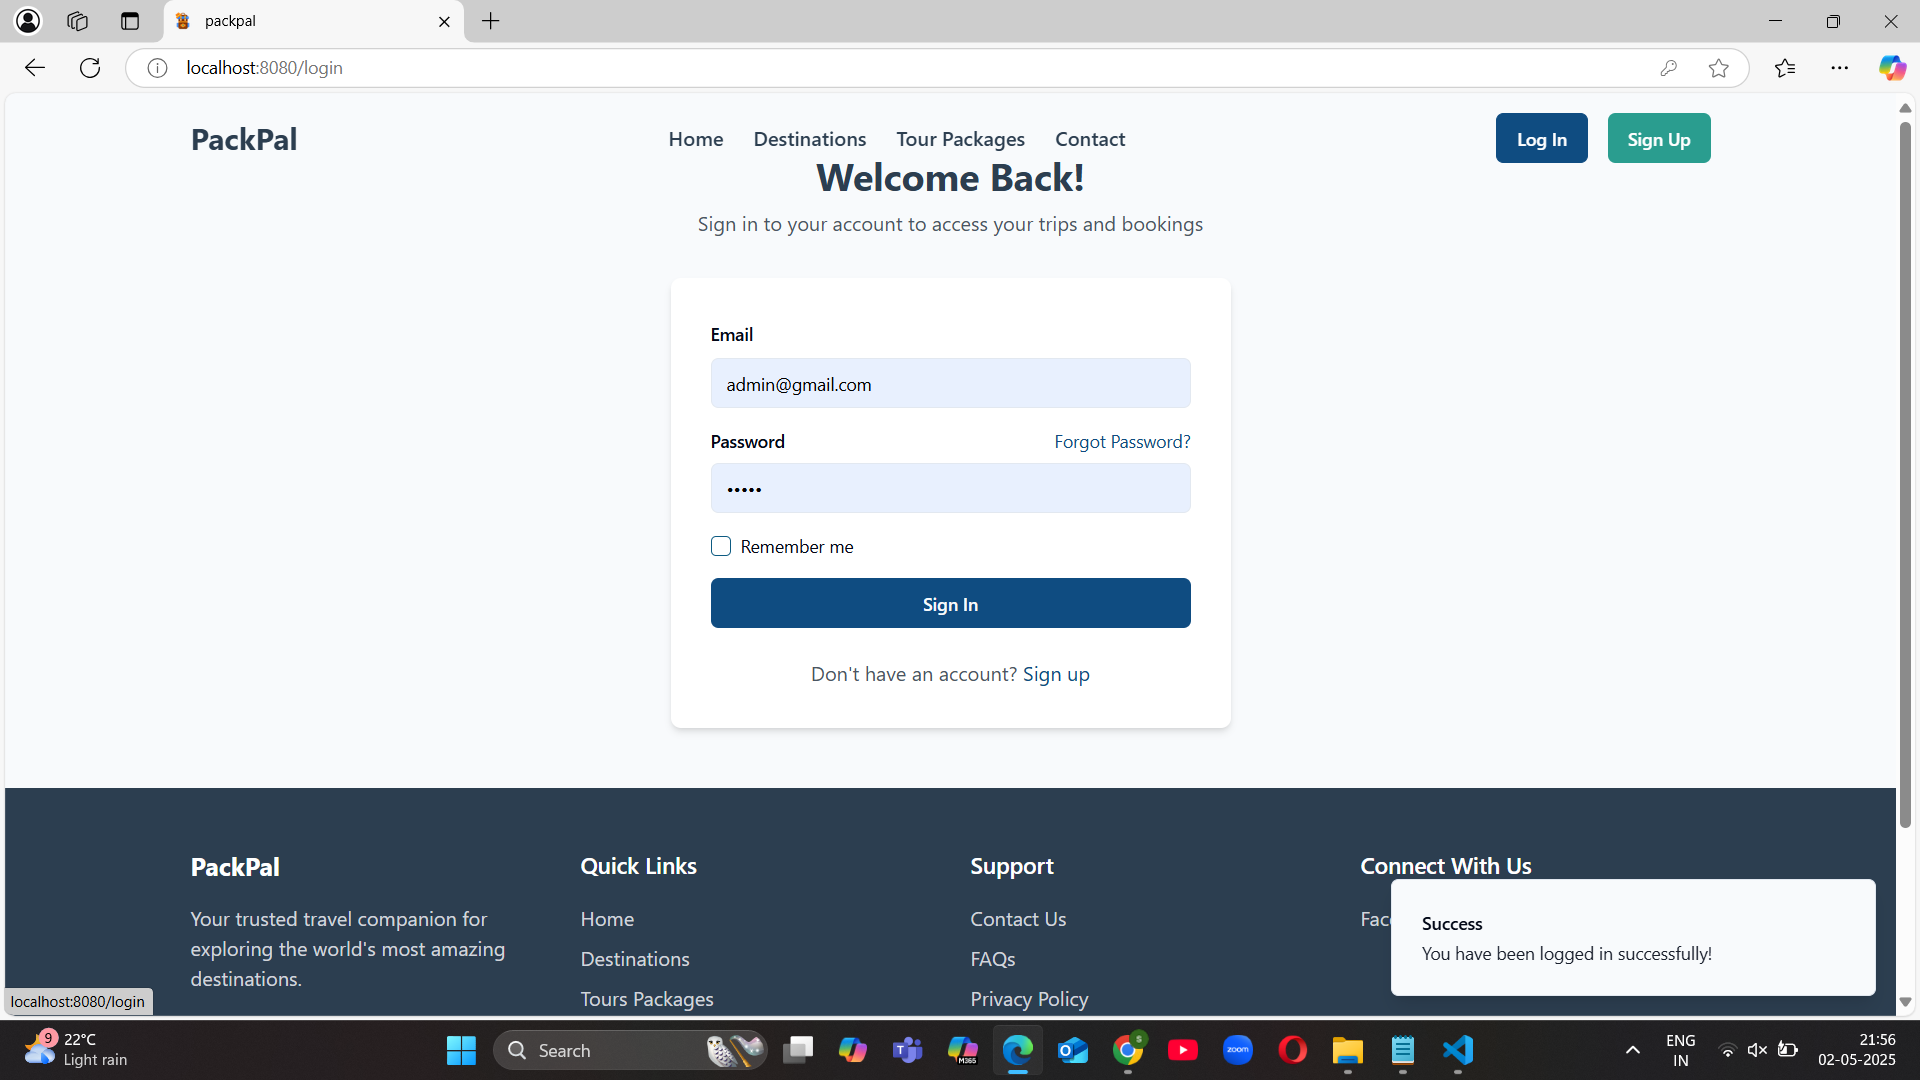 packpal
localhost:8080/login
PackPal
Home
Destinations
Tour Packages
Contact
Log In
Sign Up
Welcome Back!
Sign in to your account to access your trips and bookings
Email
admin@gmail.com
Password
Forgot Password?
•••••
Remember me
Sign In
Don't have an account? Sign up
PackPal
Your trusted travel companion for
exploring the world's most amazing
destinations.
Quick Links
Home
Destinations
Tours Packages
Support
Contact Us
FAQs
Privacy Policy
Connect With Us
Success
You have been logged in successfully!
localhost:8080/login
9
22°C
Light rain
Search
M365
zoom
S
ENG
IN
21:56
02-05-2025